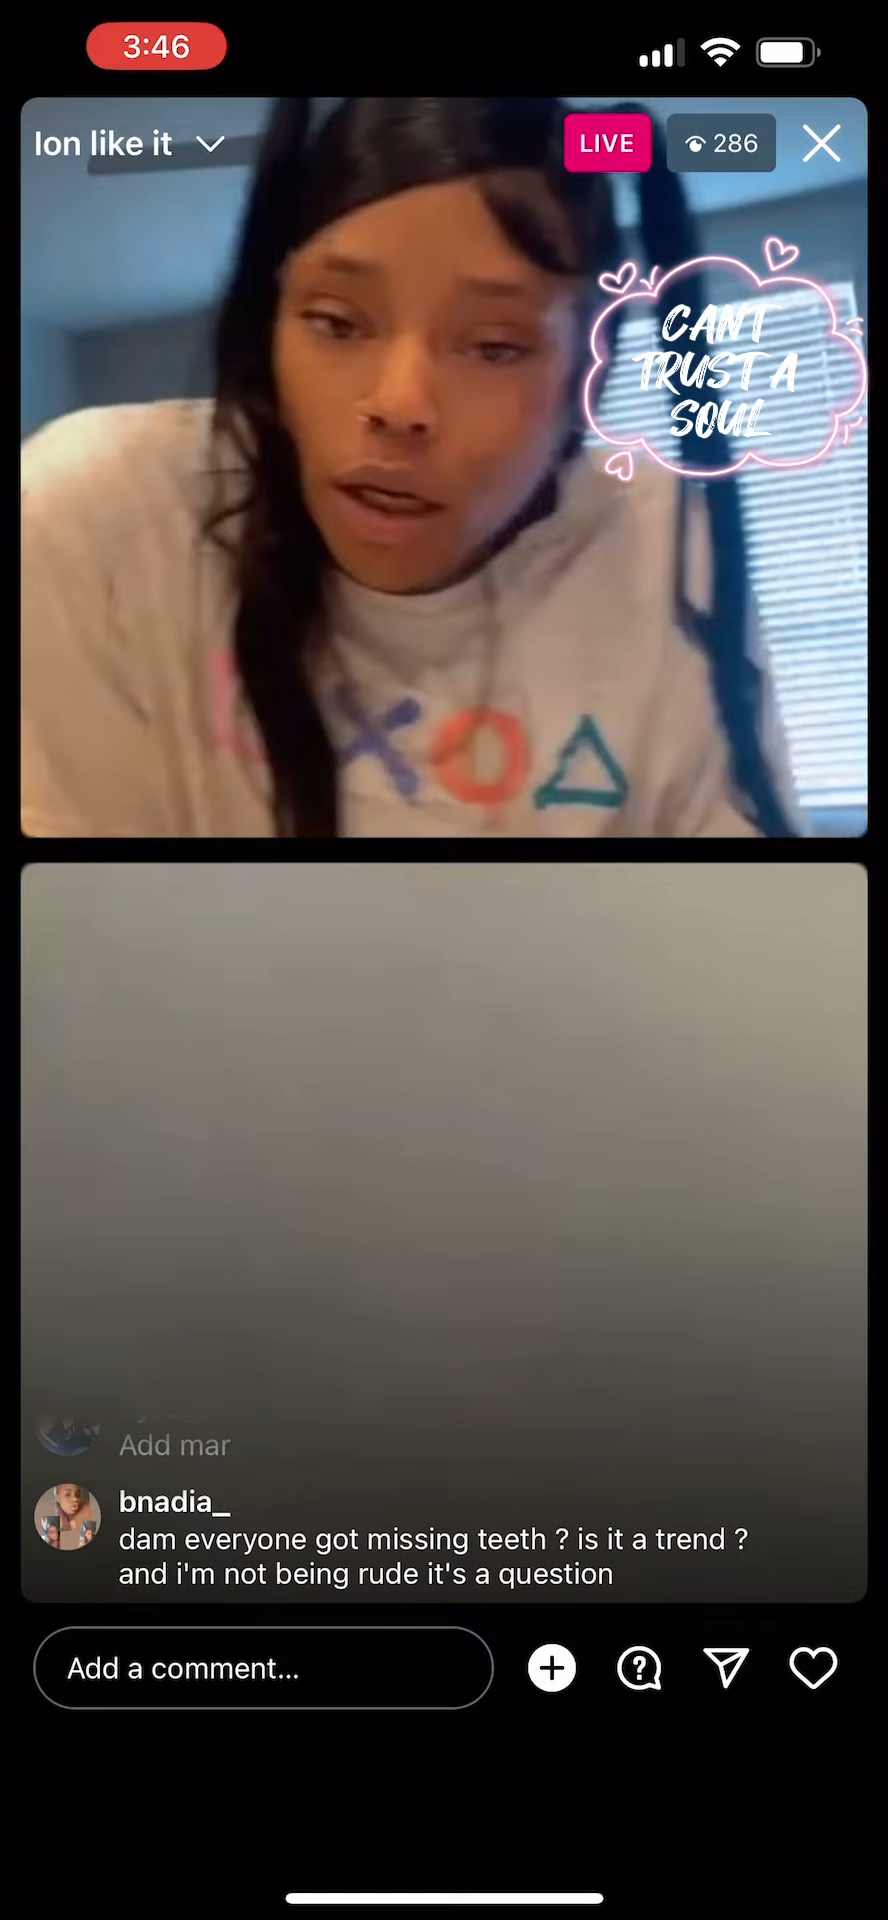 3:46
Ion like it
LIVE
286
CANT
TRUST A
SOUL
Add mar
bnadia_
dam everyone got missing teeth ? is it a trend ?
and i'm not being rude it's a question
Add a comment...